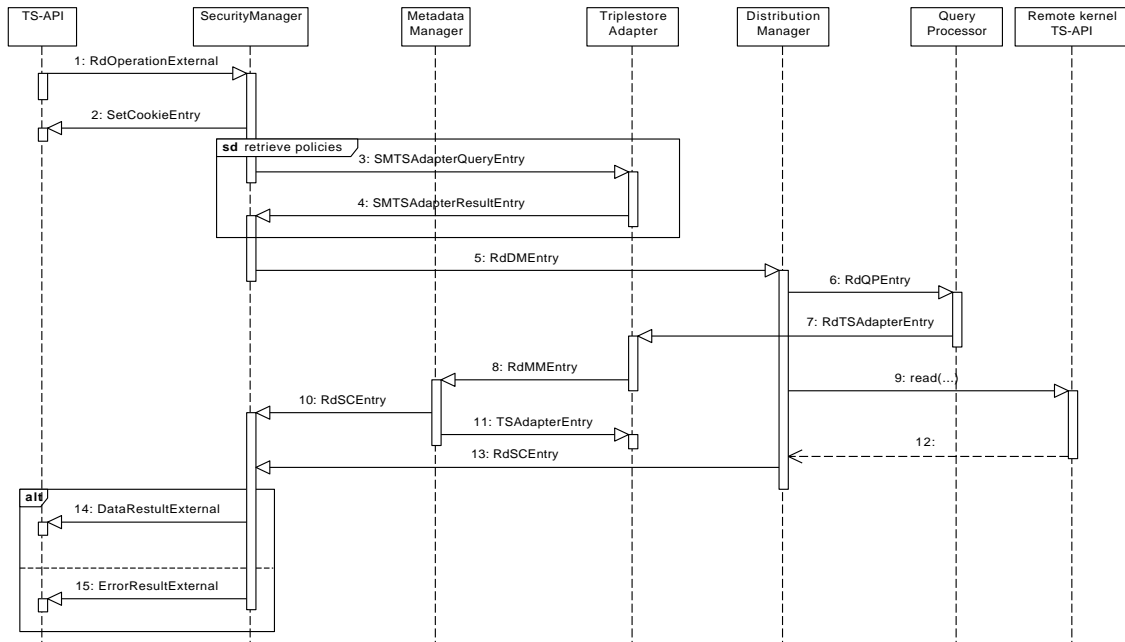 TS-API
SecurityManager
Metadata
Manager
Triplestore
Adapter
Distribution
Manager
Query
Processor
Remote kernel
TS-API
1: RdOperationExternal
2: SetCookieEntry
sd retrieve policies
3: SMTSAdapterQueryEntry
4: SMTSAdapterResultEntry
5: RdDMEntry
6: RdQPEntry
7: RdTSAdapterEntry
8: RdMMEntry
9: read(...)
10: RdSCEntry
11: TSAdapterEntry
12:
13: RdSCEntry
alt
14: DataRestultExternal
15: ErrorResultExternal